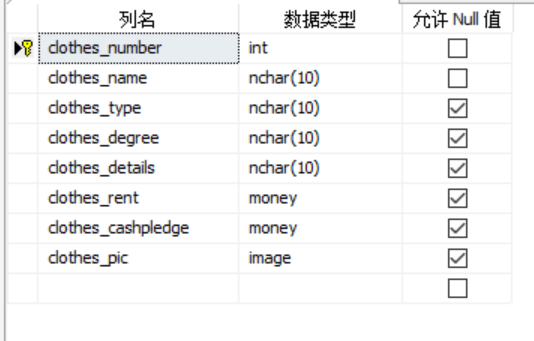 列名 数据类型 允许 Null 值
clothes_number int
clothes_name nchar(10)
clothes_type nchar(10)
clothes_degree nchar(10)
clothes_details nchar(10)
clothes_rent money
clothes_cashpledge money
clothes_pic image